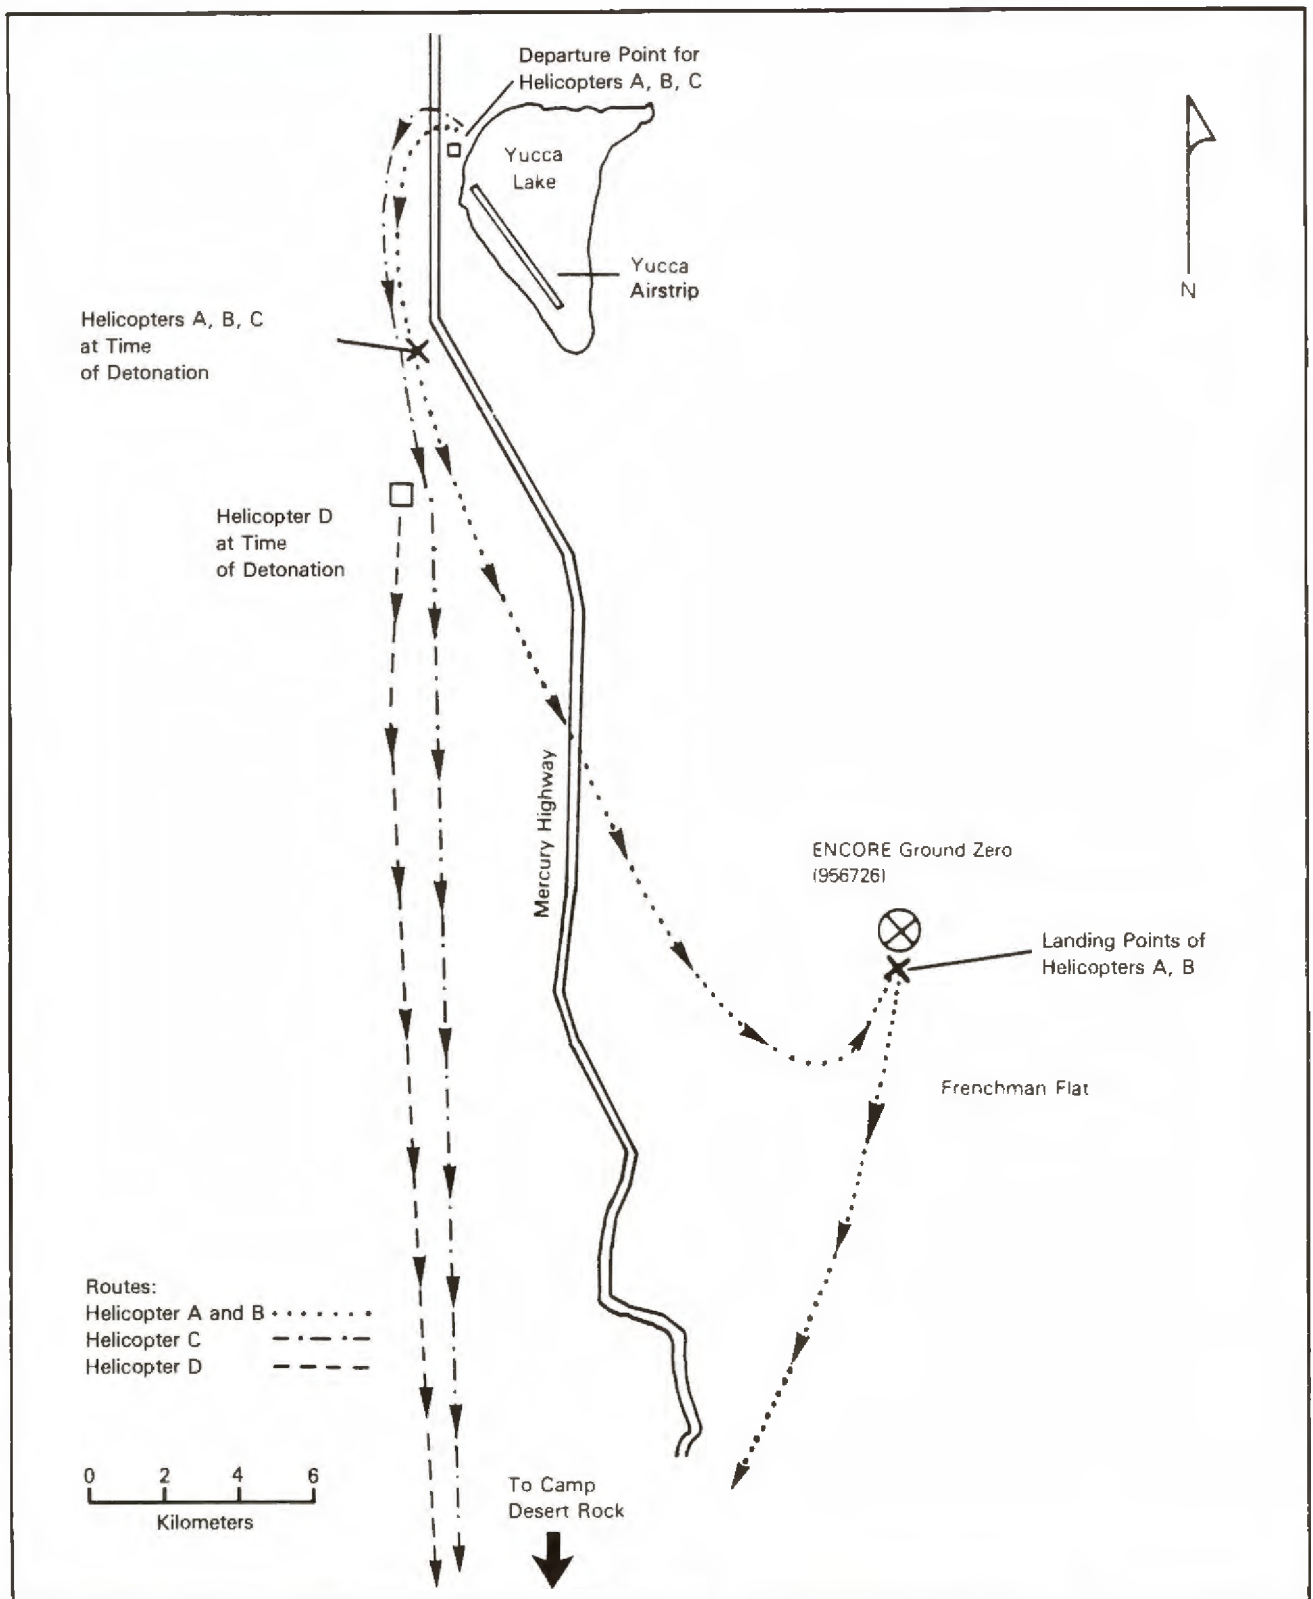 Departure Point for
Helicopters A, B, C
Yucca
Lake
Yucca
Airstrip
N
Helicopters A, B, C
at Time
of Detonation
Helicopter D
at Time
of Detonation
Mercury Highway
ENCORE Ground Zero
(956726)
Landing Points of
Helicopters A, B
Frenchman Flat
Routes:
Helicopter A and B
Helicopter C
Helicopter D
0 2 4 6
Kilometers
To Camp
Desert Rock